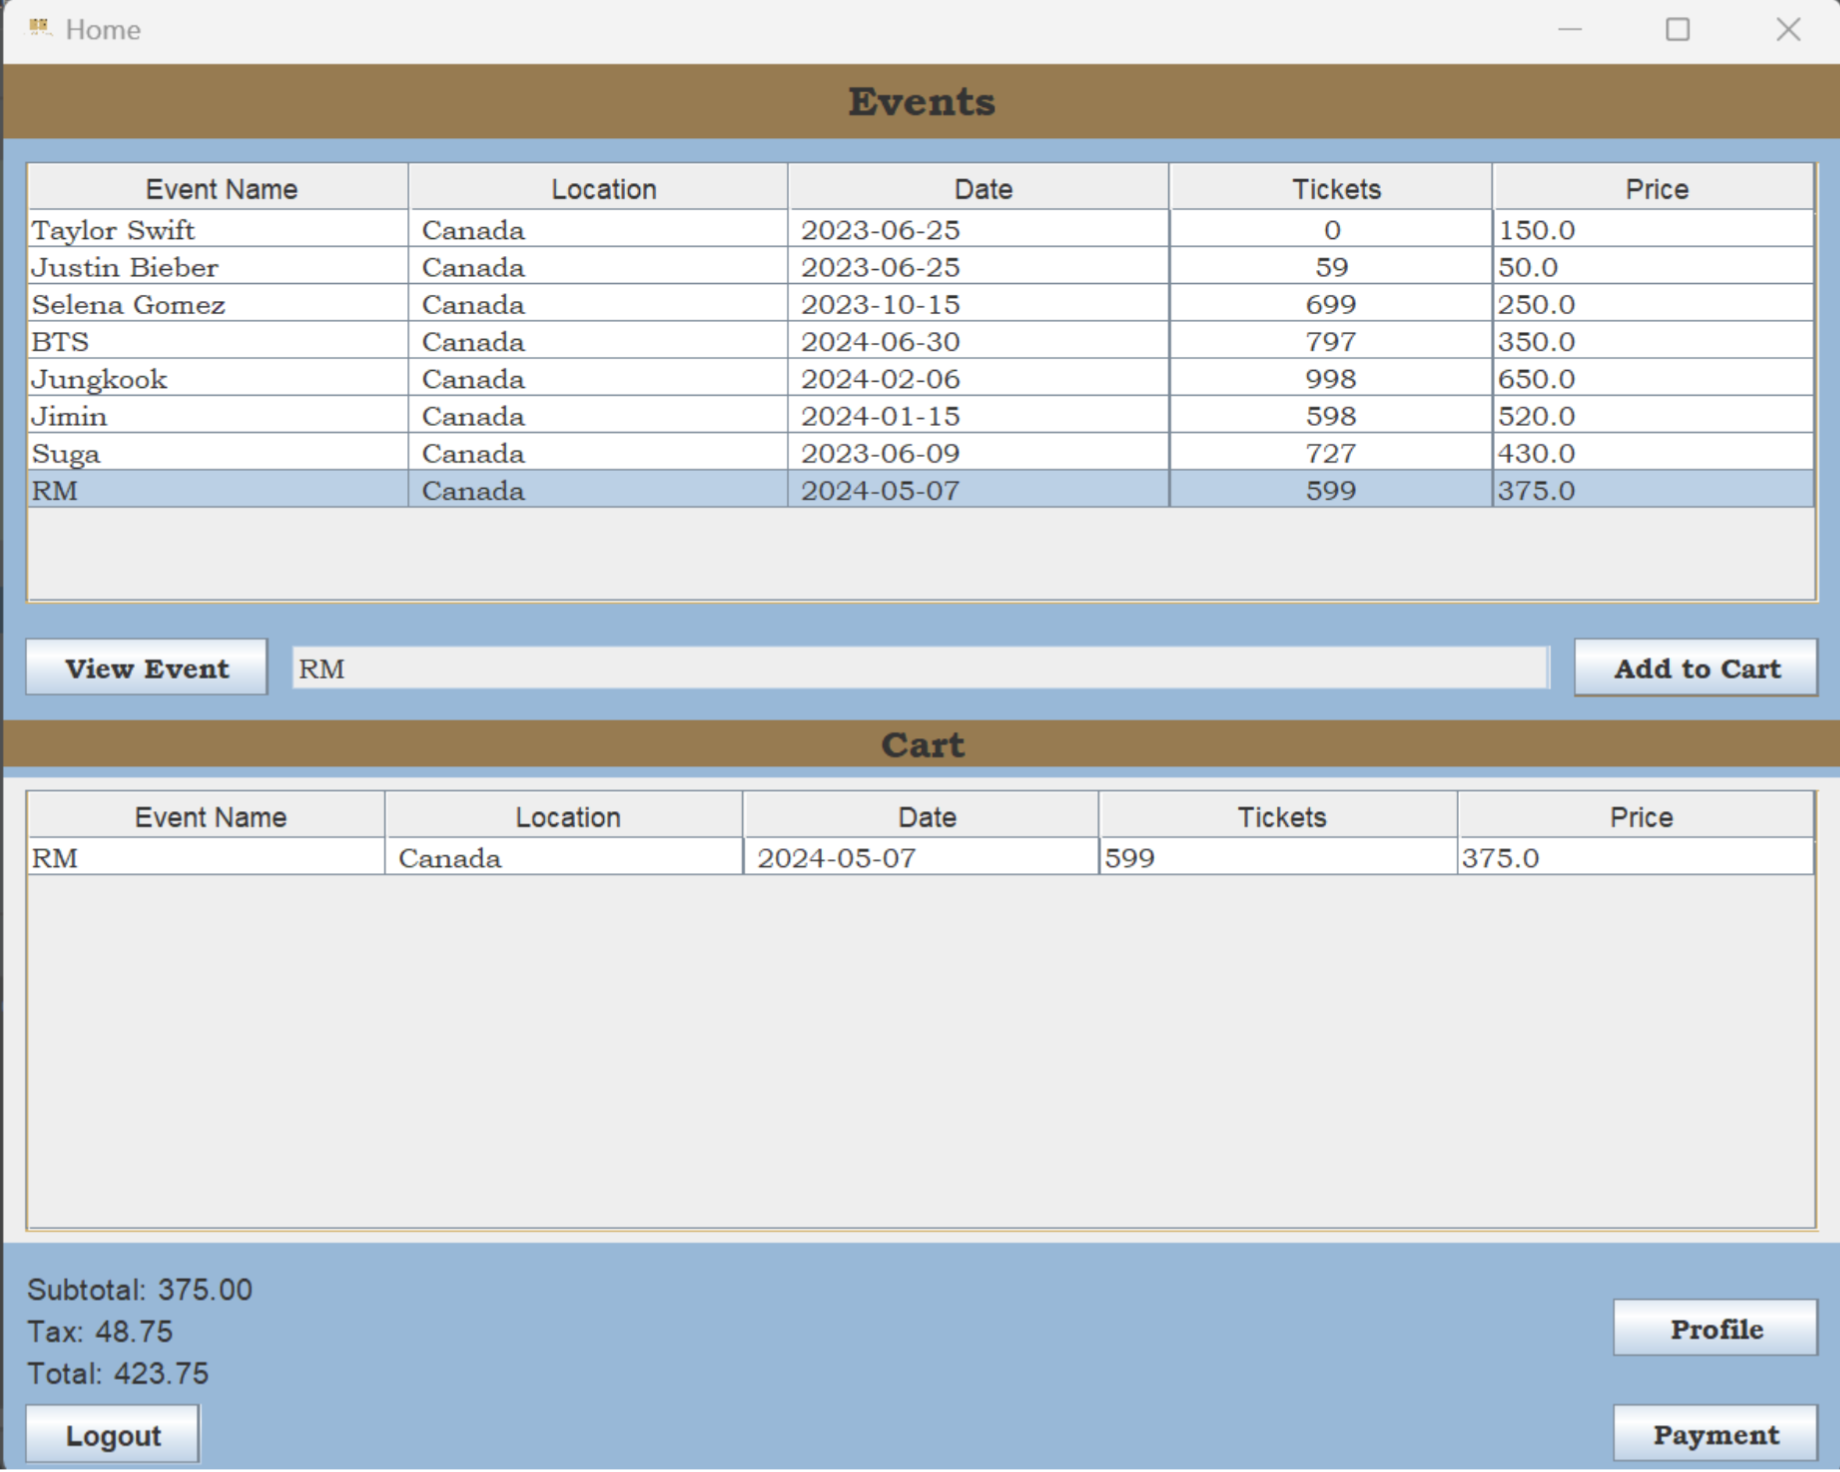 Home
Events
Event Name Location Date Tickets Price
Taylor Swift Canada 2023-06-25 0 150.0
Justin Bieber Canada 2023-06-25 59 50.0
Selena Gomez Canada 2023-10-15 699 250.0
BTS Canada 2024-06-30 797 350.0
Jungkook Canada 2024-02-06 998 650.0
Jimin Canada 2024-01-15 598 520.0
Suga Canada 2023-06-09 727 430.0
RM Canada 2024-05-07 599 375.0
View Event RM Add to Cart
Cart
Event Name Location Date Tickets Price
RM Canada 2024-05-07 599 375.0
Subtotal: 375.00
Tax: 48.75
Total: 423.75
Profile
Logout
Payment